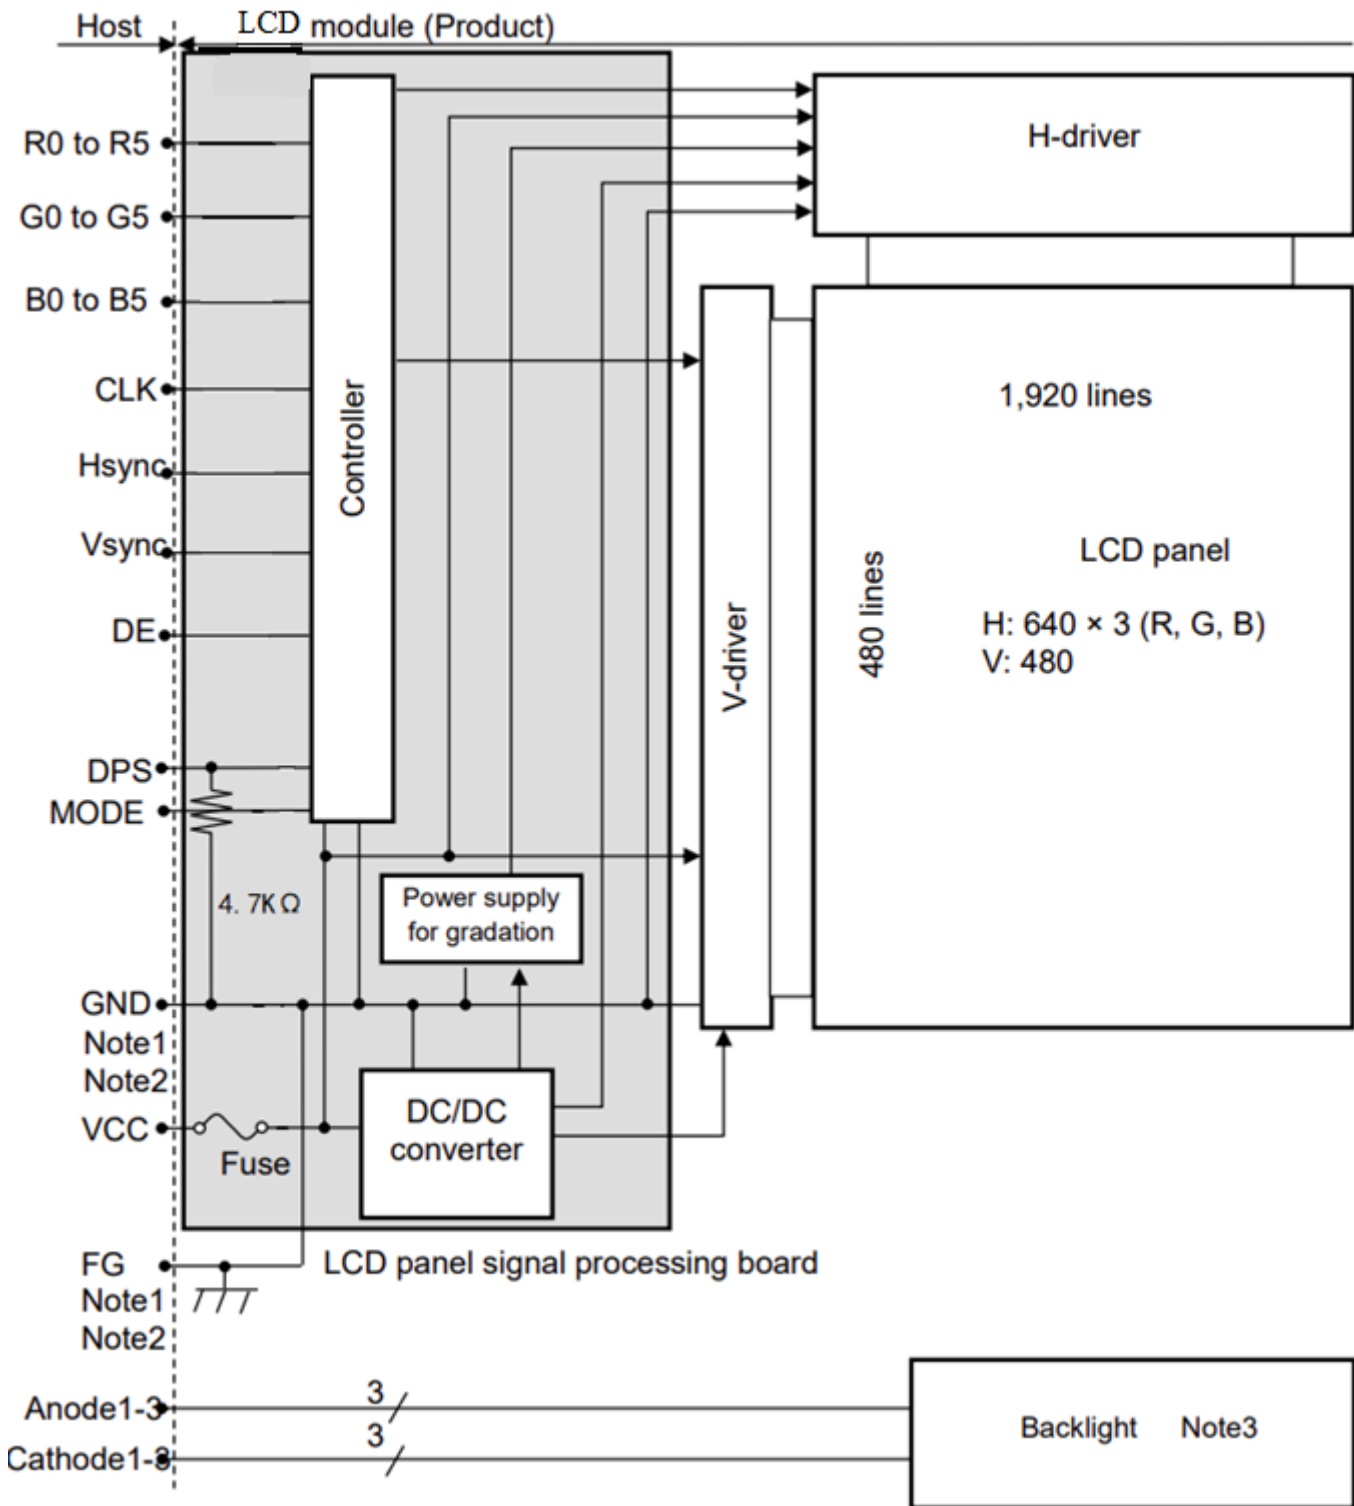 Host
LCD module (Product)
R0 to R5
G0 to G5
B0 to B5
CLK
Hsync
Vsync
DE
DPS
MODE
4. 7KΩ
GND
Note1
Note2
VCC
Fuse
FG
Note1
Note2
Controller
Power supply
for gradation
DC/DC
converter
LCD panel signal processing board
H-driver
V-driver
1,920 lines
480 lines
LCD panel
H: 640 × 3 (R, G, B)
V: 480
Anode1-3
3
Cathode1-3
3
Backlight Note3